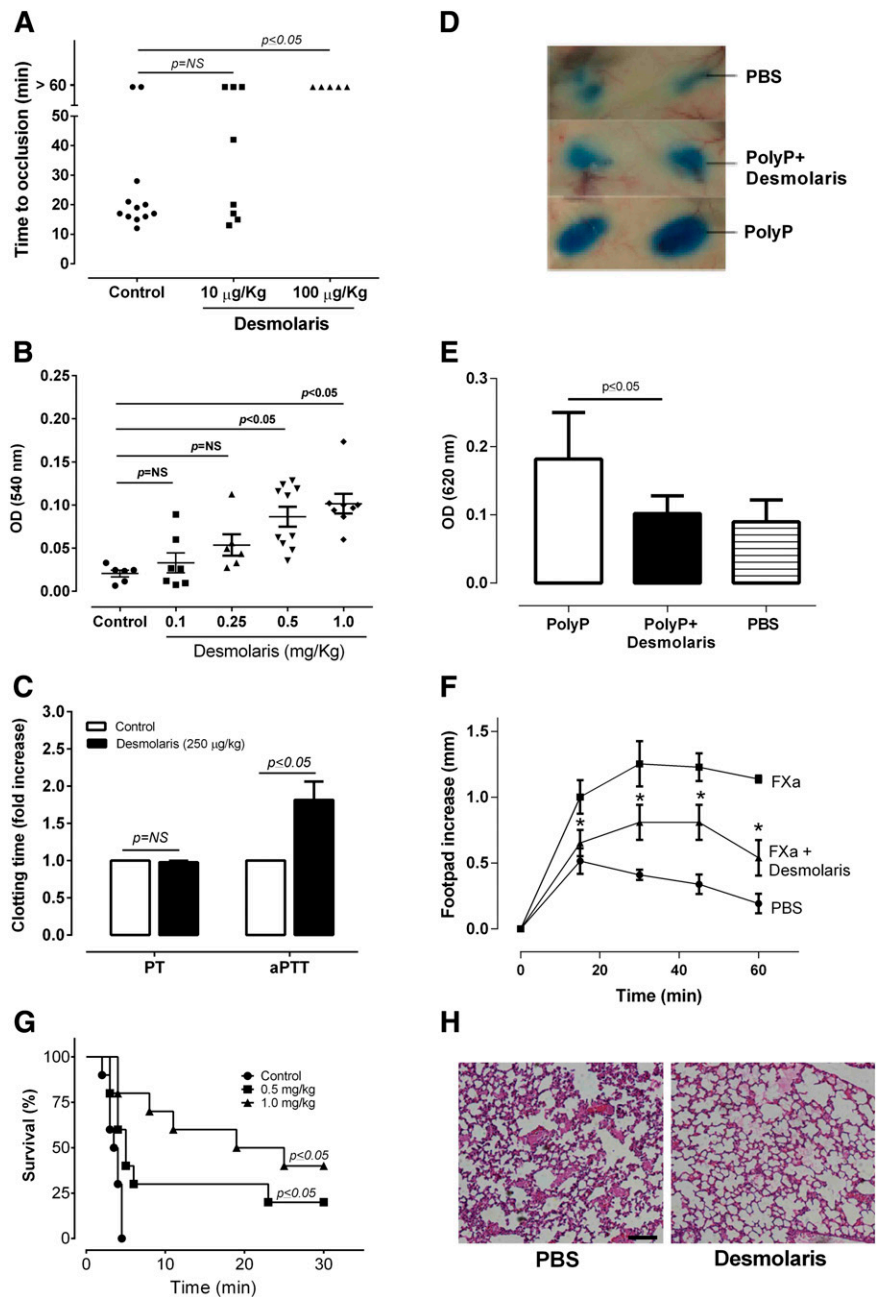 A
p≤0.05
p=NS
> 60
50
40
30
20
10
Time to occlusion (min)
Control
10 µg/Kg
100 µg/Kg
Desmolaris
B
0.25
0.20
0.15
0.10
0.05
0.00
OD (540 nm)
p<0.05
p<0.05
p=NS
p=NS
Control
0.1
0.25
0.5
1.0
Desmolaris (mg/Kg)
C
Control
Desmolaris (250 µg/kg)
3.0
2.5
2.0
1.5
1.0
0.5
0.0
Clotting time (fold increase)
p=NS
p≤0.05
PT
aPTT
D
PBS
PolyP+
Desmolaris
PolyP
E
0.3
0.2
0.1
0.0
OD (620 nm)
p≤0.05
PolyP
PolyP+
Desmolaris
PBS
F
1.5
1.0
0.5
0.0
Footpad increase (mm)
FXa
FXa +
Desmolaris
PBS
*
*
*
*
0
20
40
60
Time (min)
G
100
75
50
25
0
Survival (%)
Control
0.5 mg/kg
1.0 mg/kg
p≤0.05
p≤0.05
0
10
20
30
Time (min)
H
PBS
Desmolaris